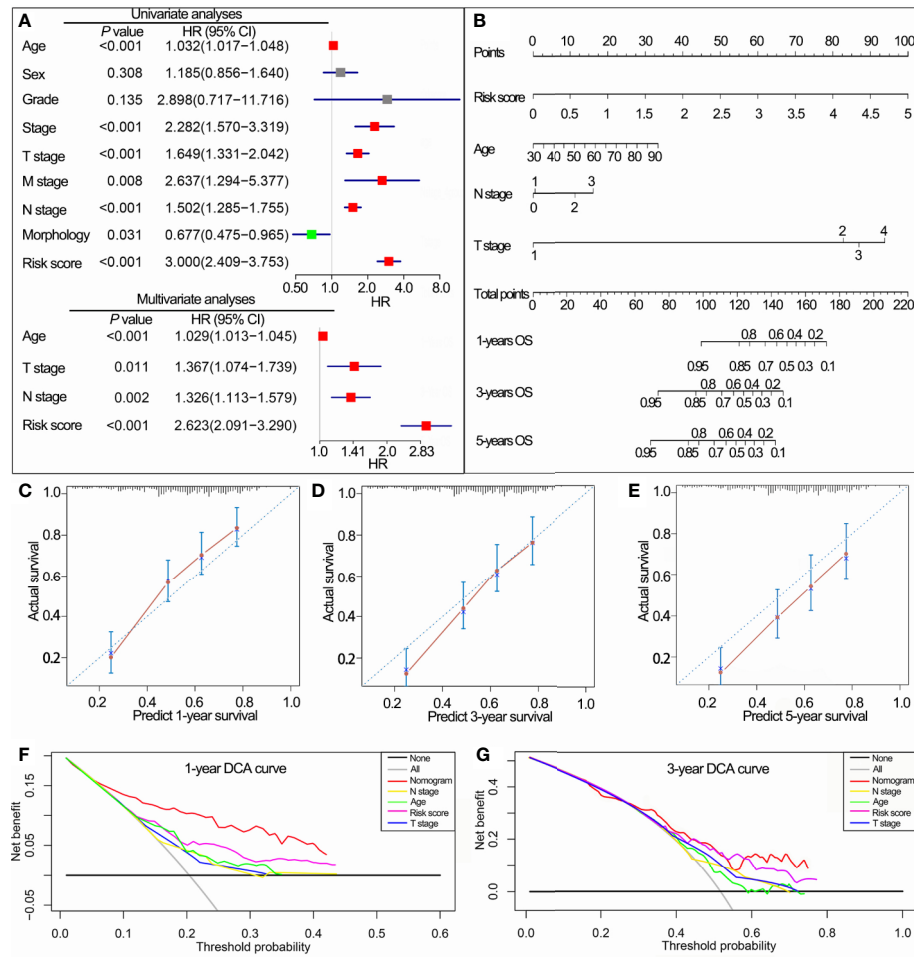 A
Univariate analyses
P value HR (95% CI)
Age <0.001 1.032(1.017−1.048)
Sex 0.308 1.185(0.856−1.640)
Grade 0.135 2.898(0.717−11.716)
Stage <0.001 2.282(1.570−3.319)
T stage <0.001 1.649(1.331−2.042)
M stage 0.008 2.637(1.294−5.377)
N stage <0.001 1.502(1.285−1.755)
Morphology 0.031 0.677(0.475−0.965)
Risk score <0.001 3.000(2.409−3.753)
0.50 1.0 2.0 4.0 8.0
HR
Multivariate analyses
P value HR (95% CI)
Age <0.001 1.029(1.013−1.045)
T stage 0.011 1.367(1.074−1.739)
N stage 0.002 1.326(1.113−1.579)
Risk score <0.001 2.623(2.091−3.290)
1.0 1.41 2.0 2.83
HR
B
0 10 20 30 40 50 60 70 80 90 100
Points
Risk score
0 0.5 1 1.5 2 2.5 3 3.5 4 4.5 5
Age
30 40 50 60 70 80 90
1 3
N stage
0 2
2 4
T stage
1 3
Total points
0 20 40 60 80 100 120 140 160 180 200 220
0.8 0.6 0.4 0.2
1-years OS
0.95 0.85 0.7 0.5 0.3 0.1
0.8 0.6 0.4 0.2
3-years OS
0.95 0.85 0.7 0.5 0.3 0.1
0.8 0.6 0.4 0.2
5-years OS
0.95 0.85 0.7 0.5 0.3 0.1
C
Actual survival
1.0
0.8
0.6
0.4
0.2
0.2 0.4 0.6 0.8 1.0
Predict 1-year survival
D
Actual survival
1.0
0.8
0.6
0.4
0.2
0.2 0.4 0.6 0.8 1.0
Predict 3-year survival
E
Actual survival
1.0
0.8
0.6
0.4
0.2
0.2 0.4 0.6 0.8 1.0
Predict 5-year survival
F
1-year DCA curve
None
All
Nomogram
N stage
Age
Risk score
T stage
Net benefit
0.15
0.05
−0.05
0.0 0.1 0.2 0.3 0.4 0.5 0.6
Threshold probability
G
3-year DCA curve
None
All
Nomogram
N stage
Age
Risk score
T stage
Net benefit
0.4
0.2
0.0
0.0 0.2 0.4 0.6 0.8 1.0
Threshold probability